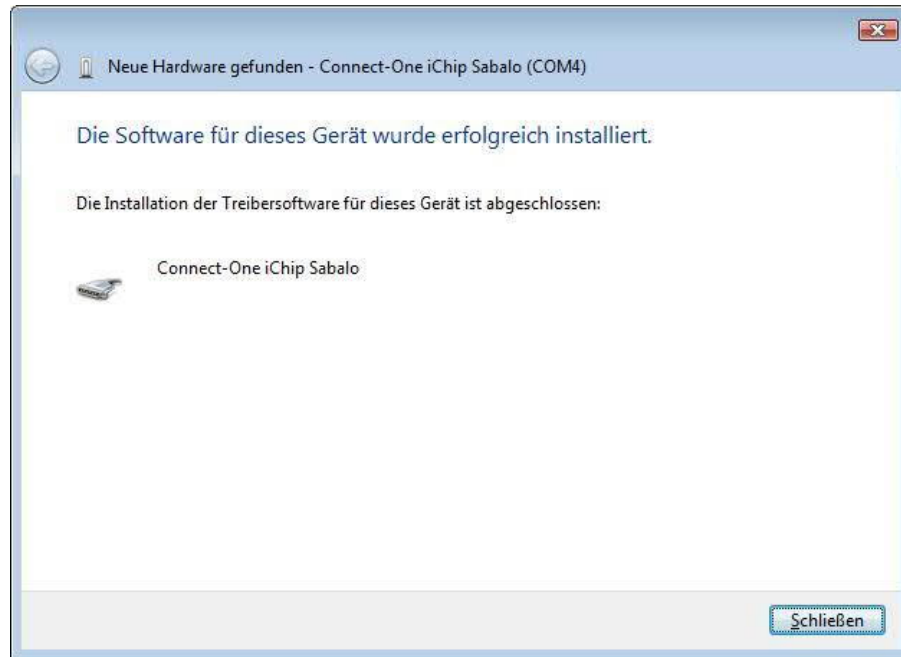 Neue Hardware gefunden - Connect-One iChip Sabalo (COM4)
Die Software für dieses Gerät wurde erfolgreich installiert.
Die Installation der Treibersoftware für dieses Gerät ist abgeschlossen:
Connect-One iChip Sabalo
Schließen